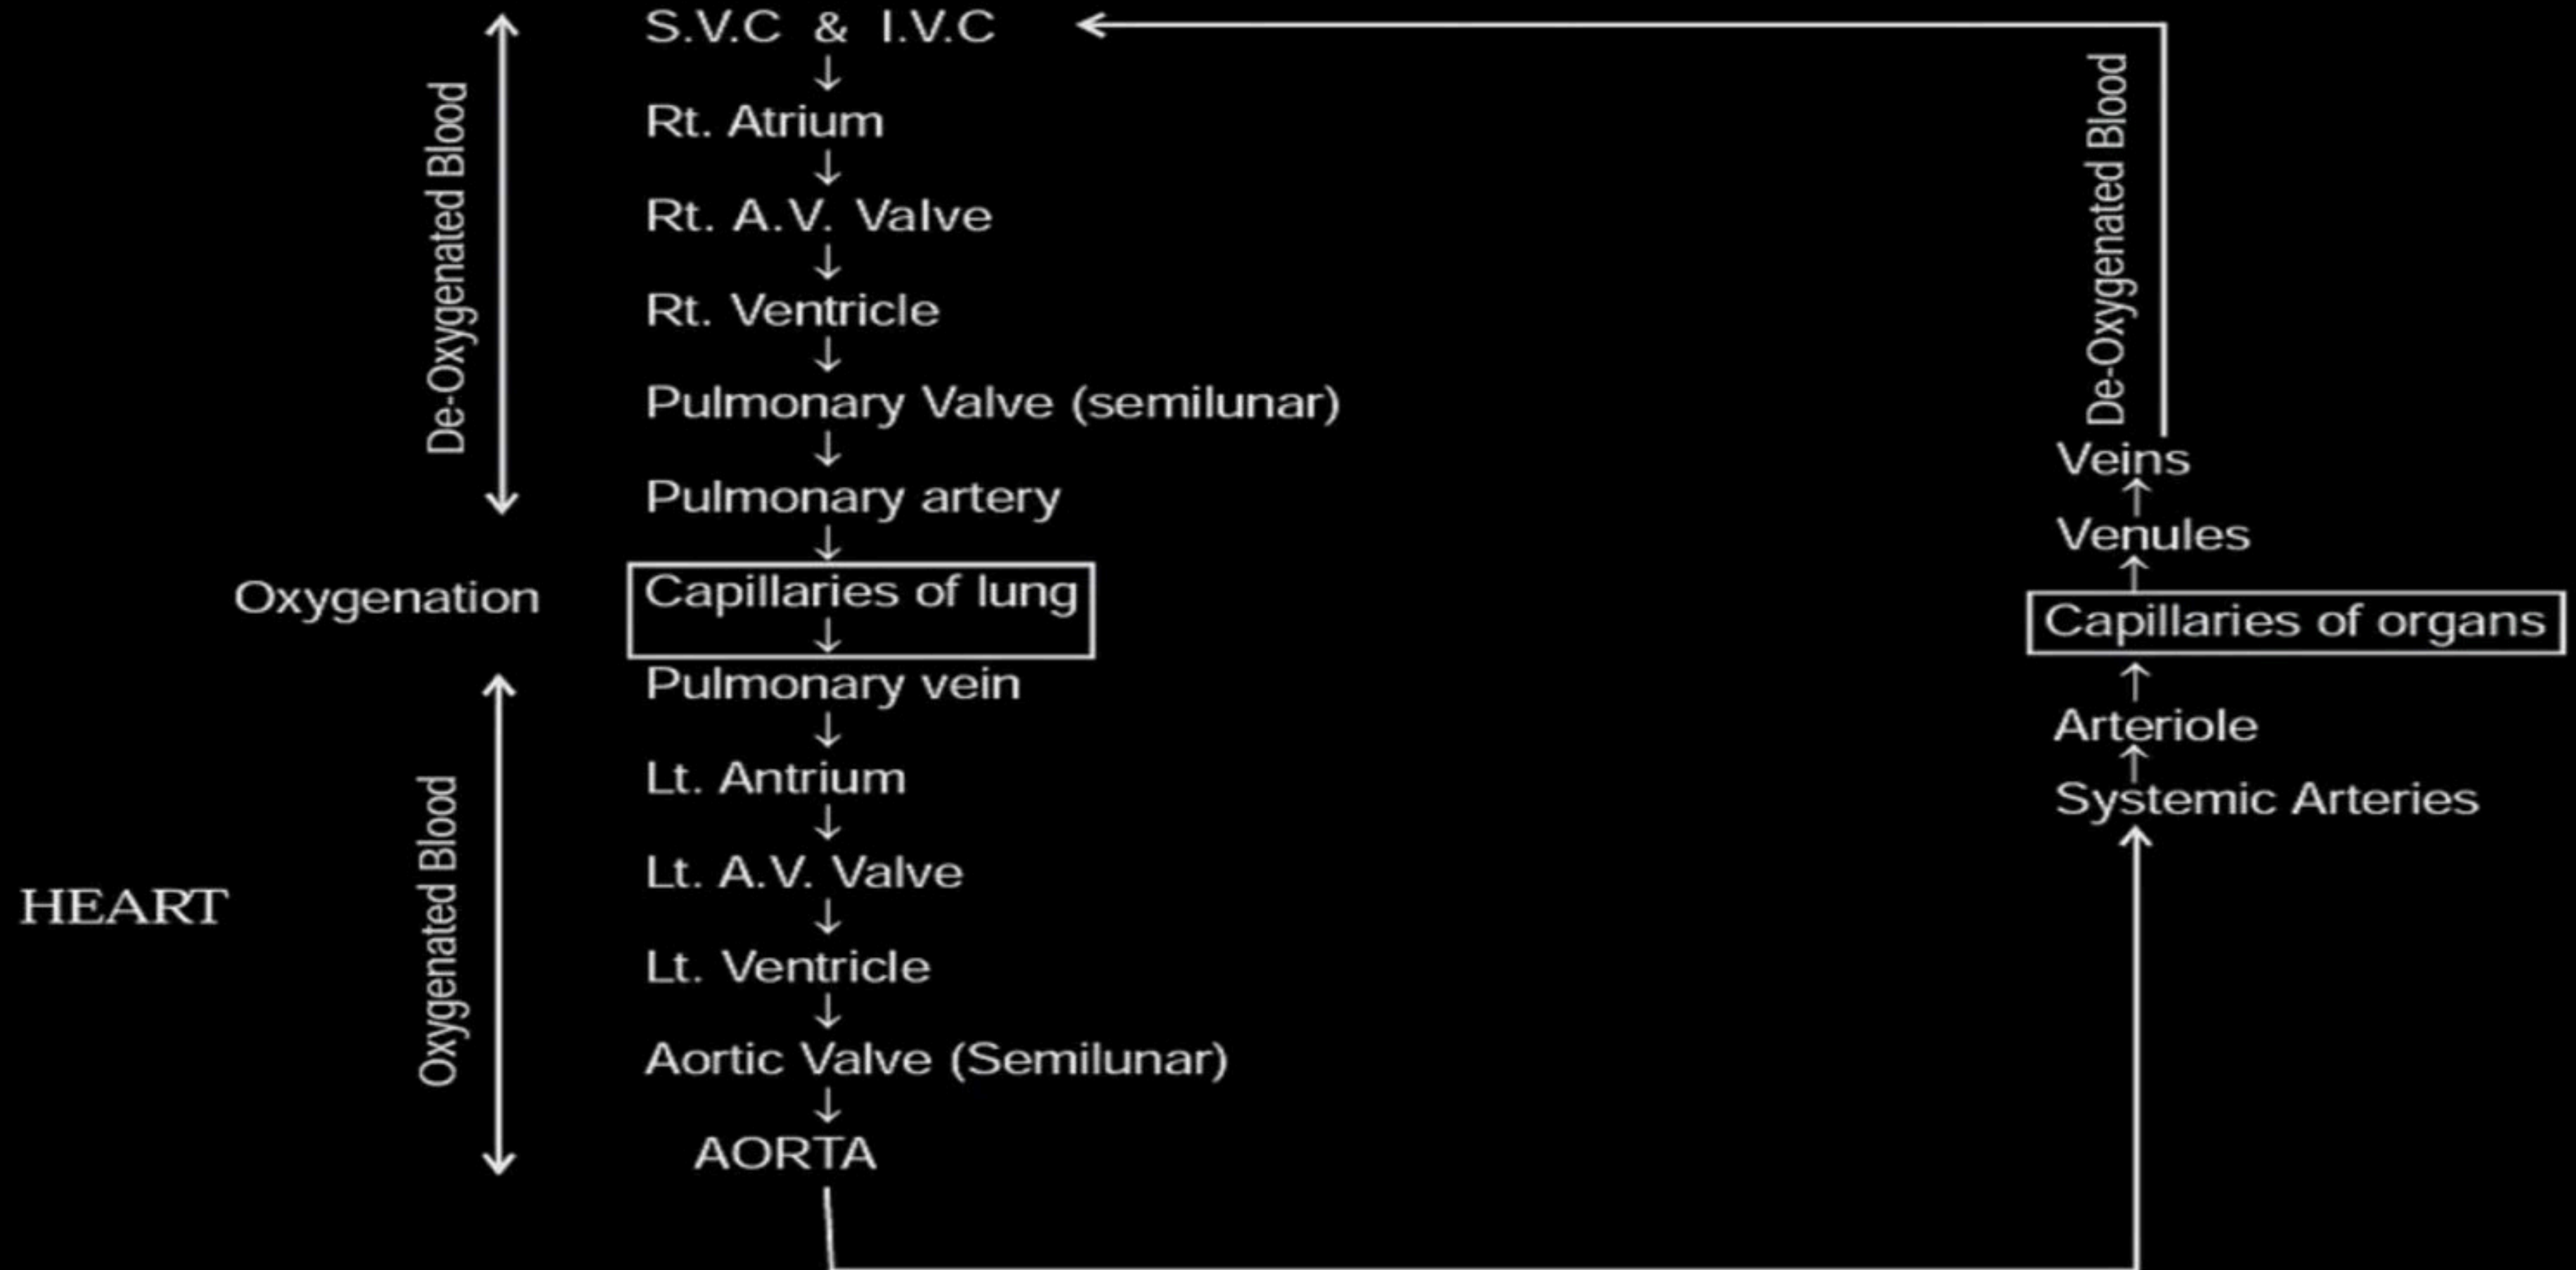 S.V.C & I.V.C
Rt. Atrium
Rt. A.V. Valve
Rt. Ventricle
Pulmonary Valve (semilunar)
Pulmonary artery
Capillaries of lung
Pulmonary vein
Lt. Antrium
Lt. A.V. Valve
Lt. Ventricle
Aortic Valve (Semilunar)
AORTA
De-Oxygenated Blood
Oxygenation
Oxygenated Blood
HEART
De-Oxygenated Blood
Veins
Venules
Capillaries of organs
Arteriole
Systemic Arteries